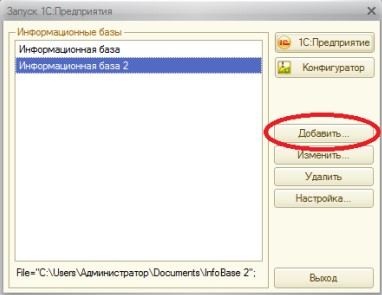 Запуск 1С:Предприятия
Информационные базы
Информационная база
Информационная база 2
1С:Предприятие
Конфигуратор
Добавить...
Изменить...
Удалить
Настройка...
File="C:\Users\Администратор\Documents\InfoBase 2";
Выход